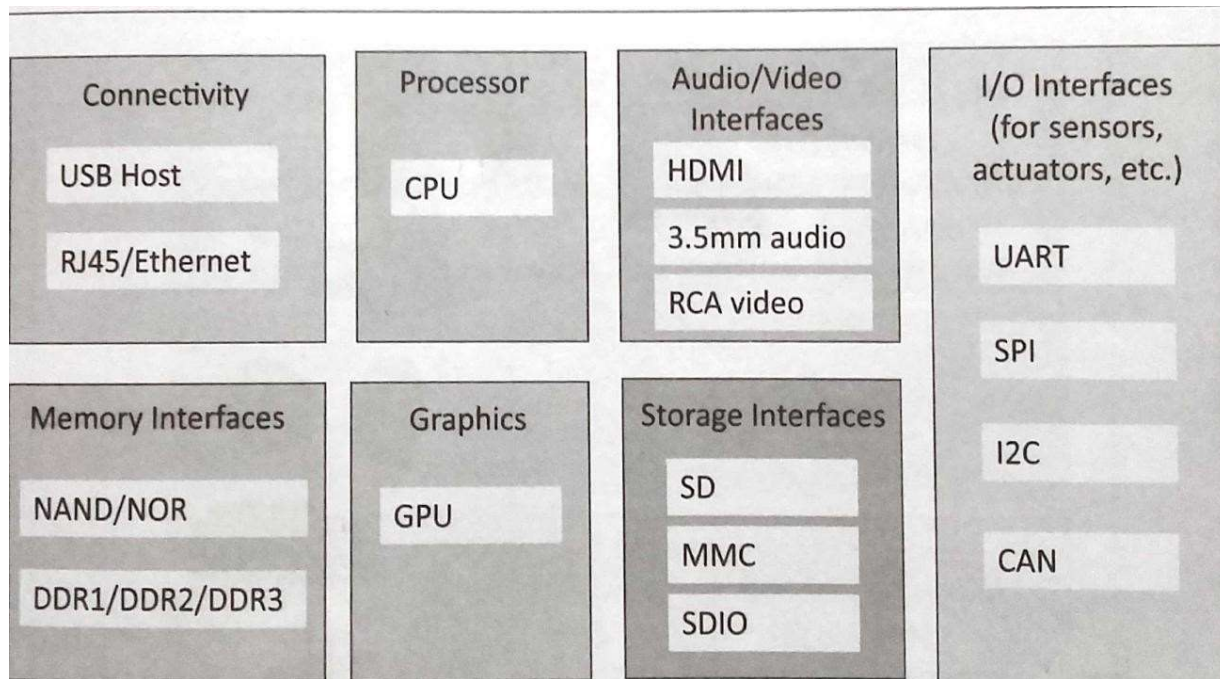 Connectivity
USB Host
RJ45/Ethernet
Processor
CPU
Audio/Video
Interfaces
HDMI
3.5mm audio
RCA video
I/O Interfaces
(for sensors,
actuators, etc.)
UART
SPI
I2C
CAN
Memory Interfaces
NAND/NOR
DDR1/DDR2/DDR3
Graphics
GPU
Storage Interfaces
SD
MMC
SDIO